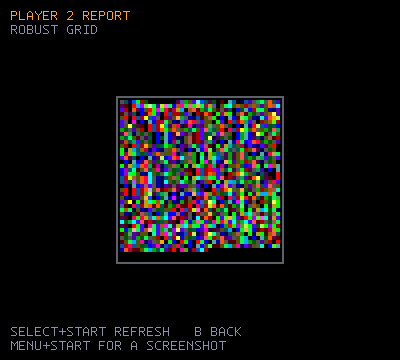 PLAYER 2 REPORT
ROBUST GRID
SELECT+START REFRESH   B BACK
MENU+START FOR A SCREENSHOT